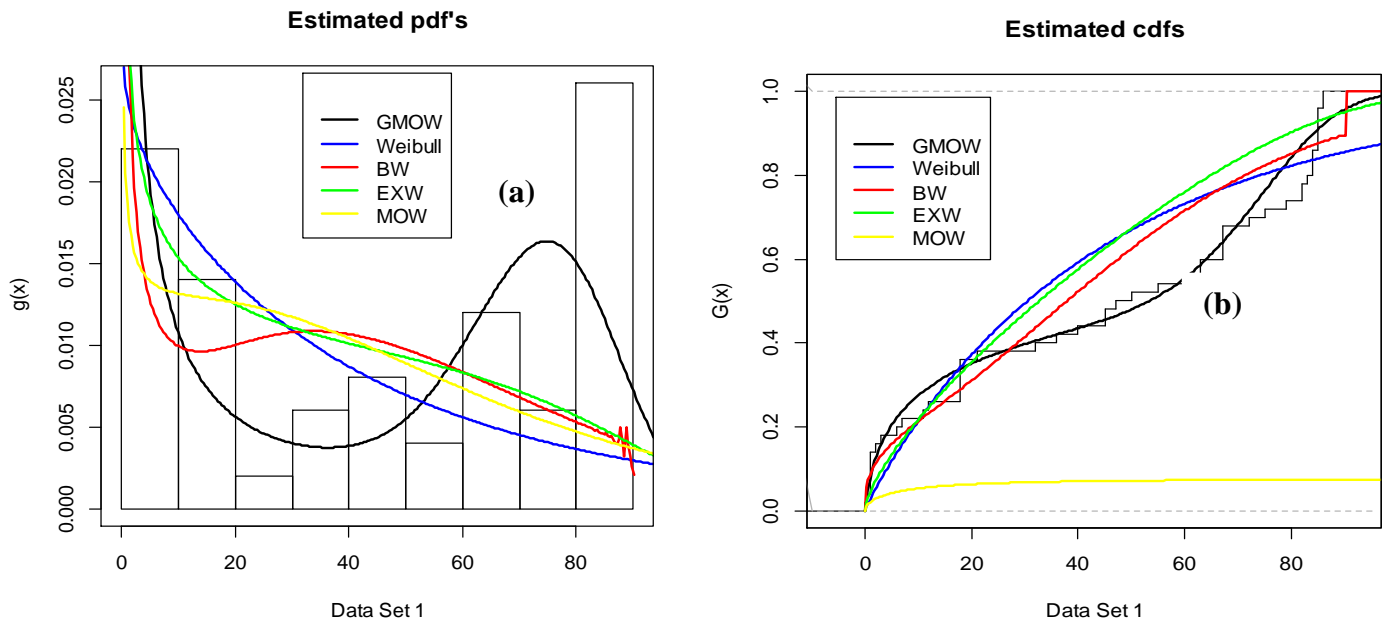 Estimated pdf's
g(x)
0.025
0.020
0.015
0.010
0.005
0.000
GMOW
Weibull
BW
EXW
MOW
(a)
0
20
40
60
80
Data Set 1
Estimated cdfs
G(x)
1.0
0.8
0.6
0.4
0.2
0.0
GMOW
Weibull
BW
EXW
MOW
(b)
0
20
40
60
80
Data Set 1